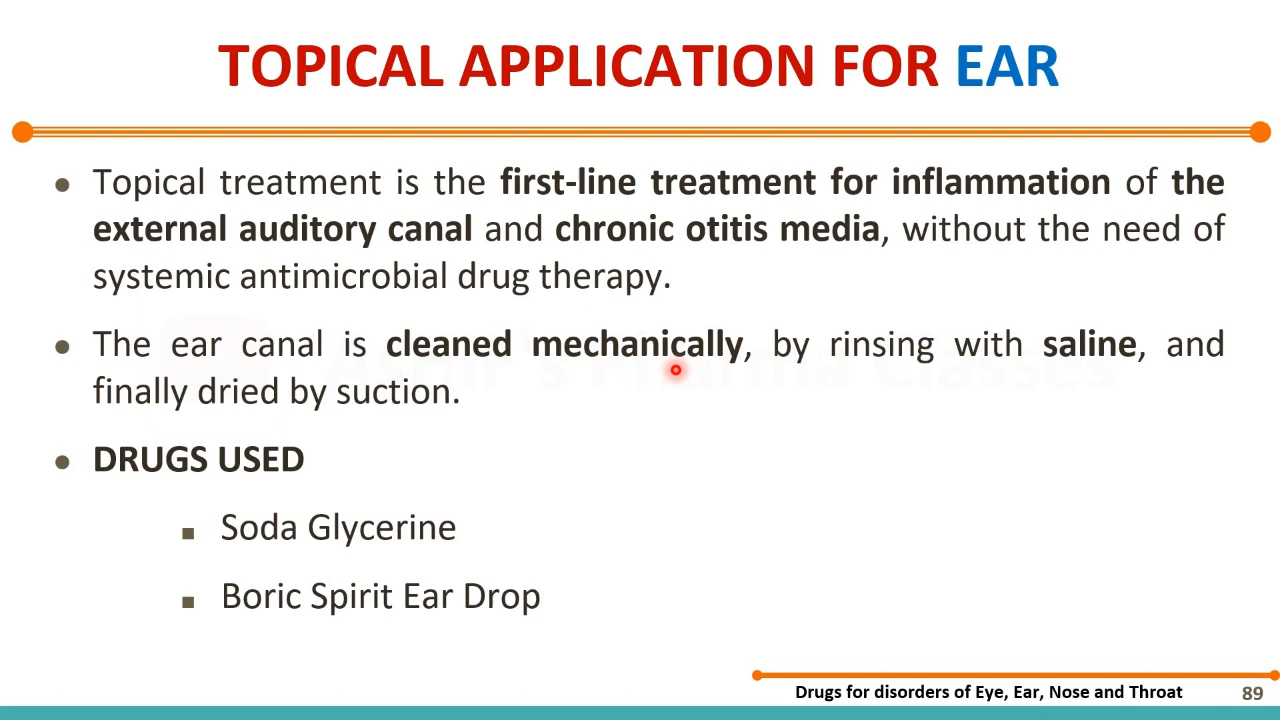 TOPICAL APPLICATION FOR EAR
● Topical treatment is the first-line treatment for inflammation of the
external auditory canal and chronic otitis media, without the need of
systemic antimicrobial drug therapy.
● The ear canal is cleaned mechanically, by rinsing with saline, and
finally dried by suction.
● DRUGS USED
■ Soda Glycerine
■ Boric Spirit Ear Drop
Drugs for disorders of Eye, Ear, Nose and Throat 89